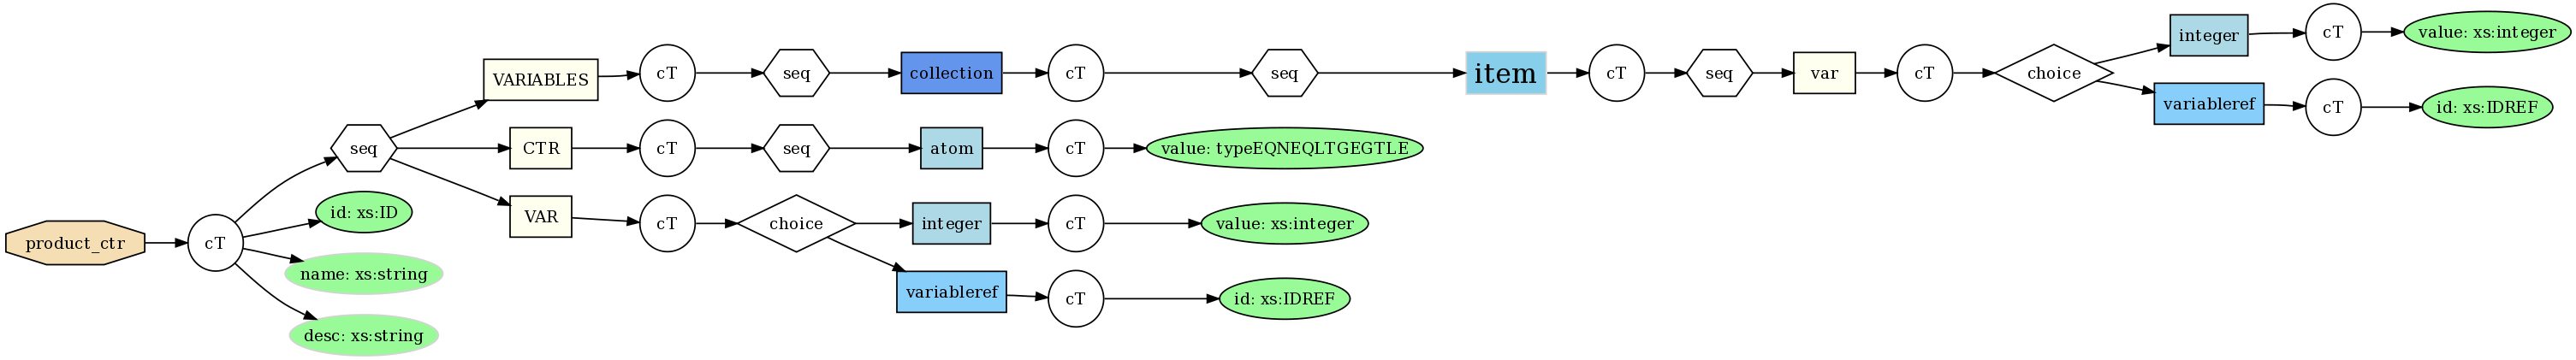 product_ctr
cT
seq
VARIABLES
cT
seq
collection
cT
seq
item
cT
seq
var
cT
choice
integer
cT
value: xs:integer
variableref
cT
id: xs:IDREF
CTR
cT
seq
atom
cT
value: typeEQNEQLTGEGTLE
VAR
cT
choice
integer
cT
value: xs:integer
variableref
cT
id: xs:IDREF
id: xs:ID
name: xs:string
desc: xs:string